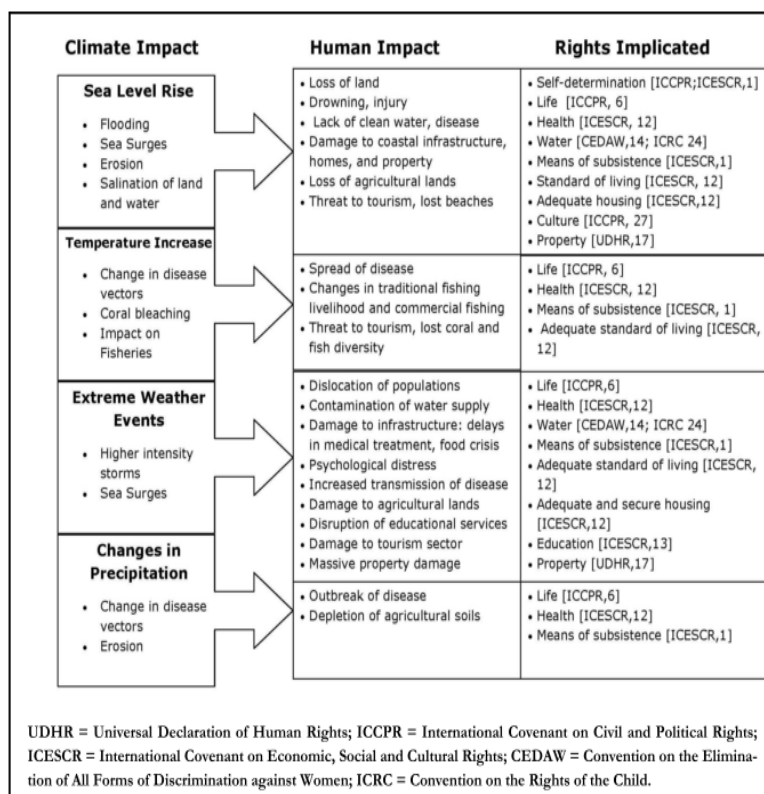 Climate Impact
Human Impact
Rights Implicated
Sea Level Rise
• Flooding
• Sea Surges
• Erosion
• Salination of land
and water
• Loss of land
• Drowning, injury
• Lack of clean water, disease
• Damage to coastal infrastructure,
homes, and property
• Loss of agricultural lands
• Threat to tourism, lost beaches
• Self-determination [ICCPR;ICESCR,1]
• Life [ICCPR, 6]
• Health [ICESCR, 12]
• Water [CEDAW,14; ICRC 24]
• Means of subsistence [ICESCR,1]
• Standard of living [ICESCR, 12]
• Adequate housing [ICESCR,12]
• Culture [ICCPR, 27]
• Property [UDHR,17]
Temperature Increase
• Change in disease
vectors
• Coral bleaching
• Impact on
Fisheries
• Spread of disease
• Changes in traditional fishing
livelihood and commercial fishing
• Threat to tourism, lost coral and
fish diversity
• Life [ICCPR, 6]
• Health [ICESCR, 12]
• Means of subsistence [ICESCR, 1]
• Adequate standard of living [ICESCR,
12]
Extreme Weather
Events
• Higher intensity
storms
• Sea Surges
• Dislocation of populations
• Contamination of water supply
• Damage to infrastructure: delays
in medical treatment, food crisis
• Psychological distress
• Increased transmission of disease
• Damage to agricultural lands
• Disruption of educational services
• Damage to tourism sector
• Massive property damage
• Life [ICCPR,6]
• Health [ICESCR,12]
• Water [CEDAW,14; ICRC 24]
• Means of subsistence [ICESCR,1]
• Adequate standard of living [ICESCR,
12]
• Adequate and secure housing
[ICESCR,12]
• Education [ICESCR,13]
• Property [UDHR,17]
Changes in
Precipitation
• Change in disease
vectors
• Erosion
• Outbreak of disease
• Depletion of agricultural soils
• Life [ICCPR,6]
• Health [ICESCR,12]
• Means of subsistence [ICESCR,1]
UDHR = Universal Declaration of Human Rights; ICCPR = International Covenant on Civil and Political Rights;
ICESCR = International Covenant on Economic, Social and Cultural Rights; CEDAW = Convention on the Elimina-
tion of All Forms of Discrimination against Women; ICRC = Convention on the Rights of the Child.